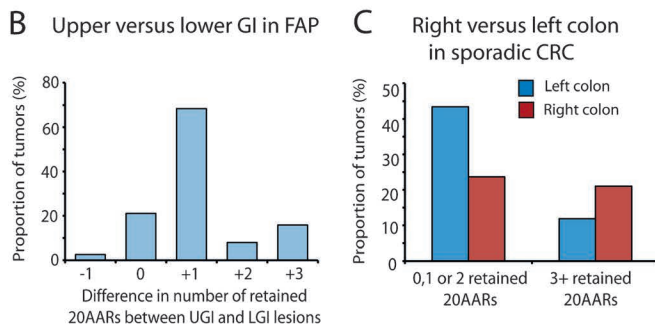 B Upper versus lower GI in FAP
Proportion of tumors (%)
80
60
40
20
0
-1 0 +1 +2 +3
Difference in number of retained
20AARs between UGI and LGI lesions
C Right versus left colon
in sporadic CRC
Left colon
Right colon
Proportion of tumors (%)
50
40
30
20
10
0
0,1 or 2 retained 3+ retained
20AARs 20AARs